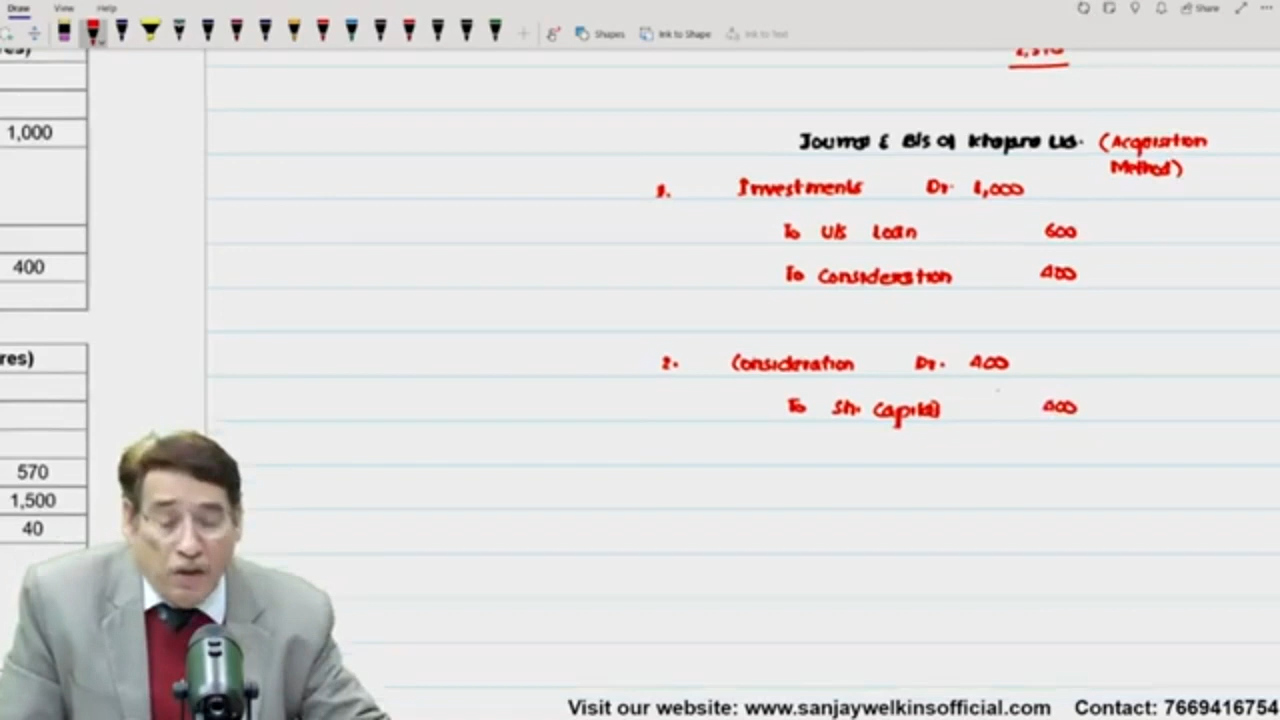 Draw View Help
Shapes Ink to Shape Ink to Text Share
1,000
400
res)
570
1,500
40
Journal & B/s of Ltd. (Acquisition
Method)
1. Investments Dr. 1,000
To U/s Loan 600
To Consideration 400
2. Consideration Dr. 400
To Sh. Capital 400
Visit our website: www.sanjaywelkinsofficial.com Contact: 7669416754